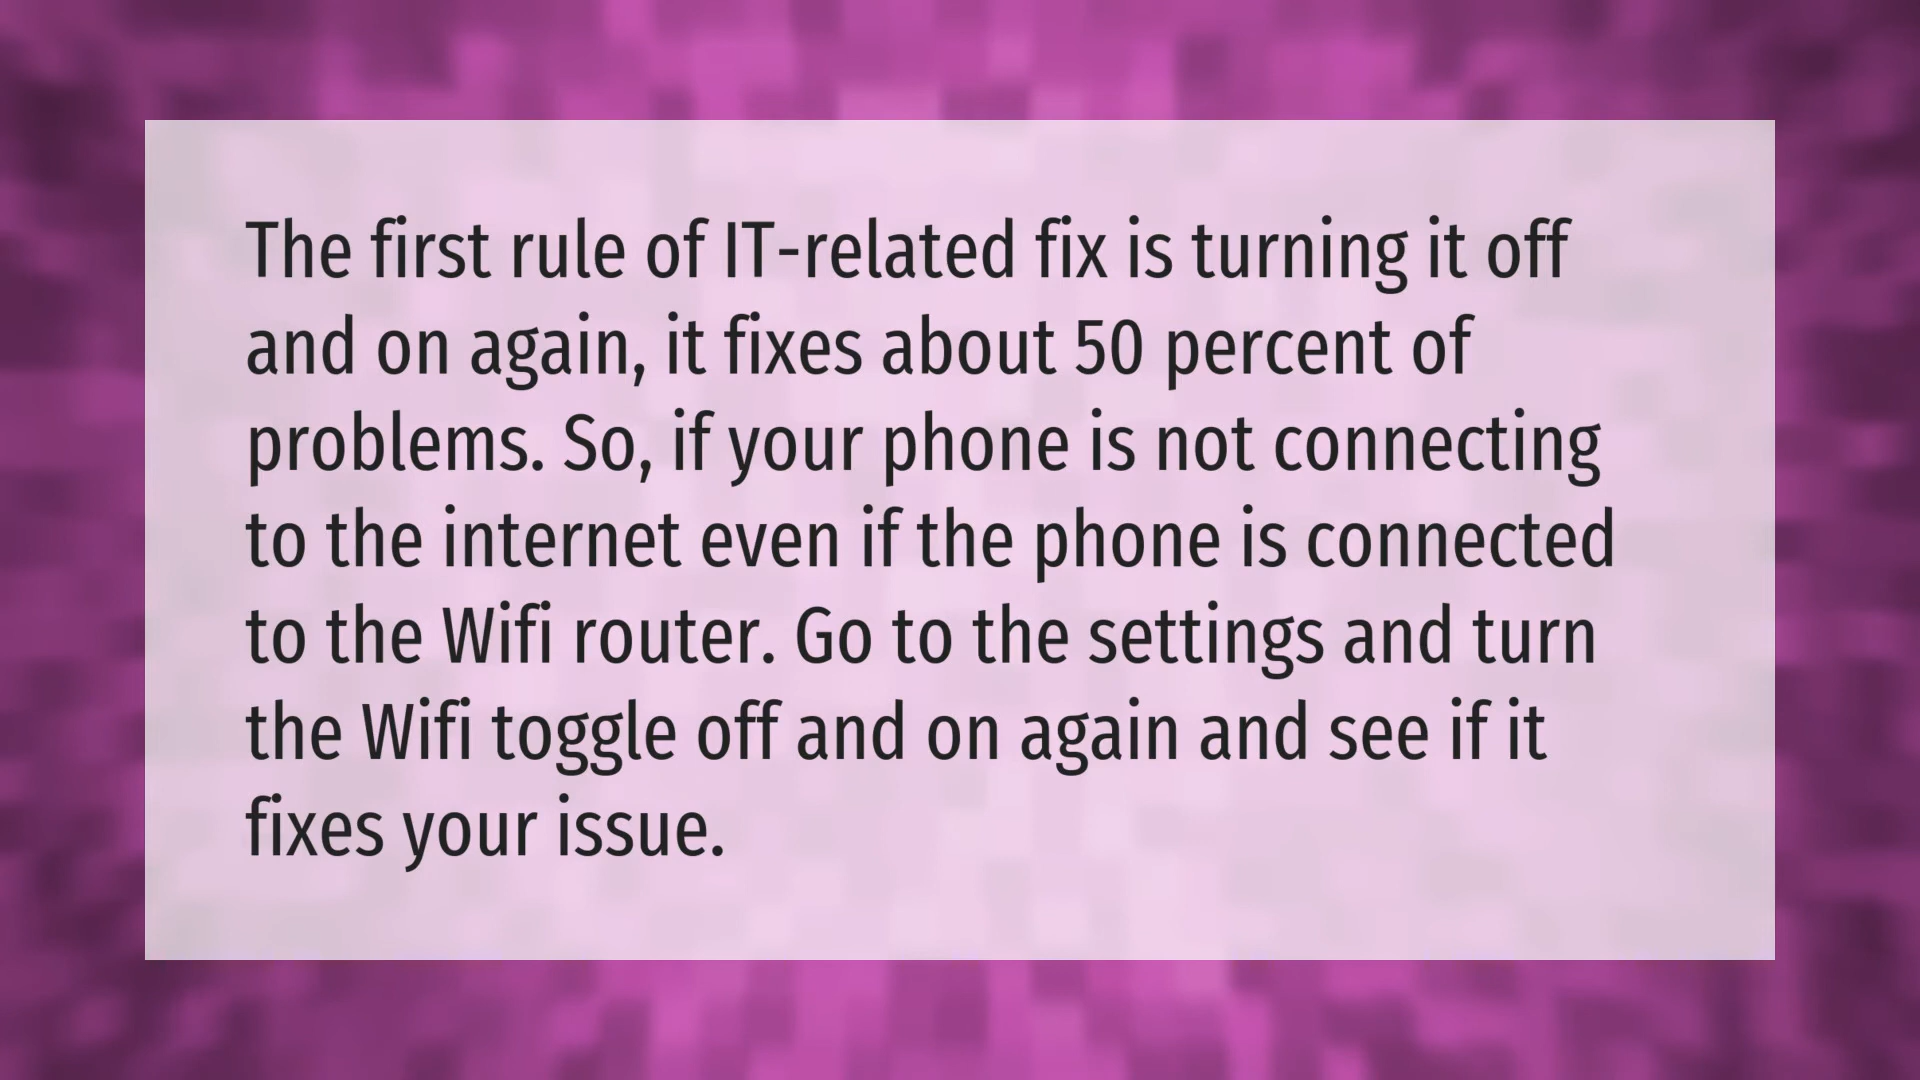 The first rule of IT-related fix is turning it off
and on again, it fixes about 50 percent of
problems. So, if your phone is not connecting
to the internet even if the phone is connected
to the Wifi router. Go to the settings and turn
the Wifi toggle off and on again and see if it
fixes your issue.